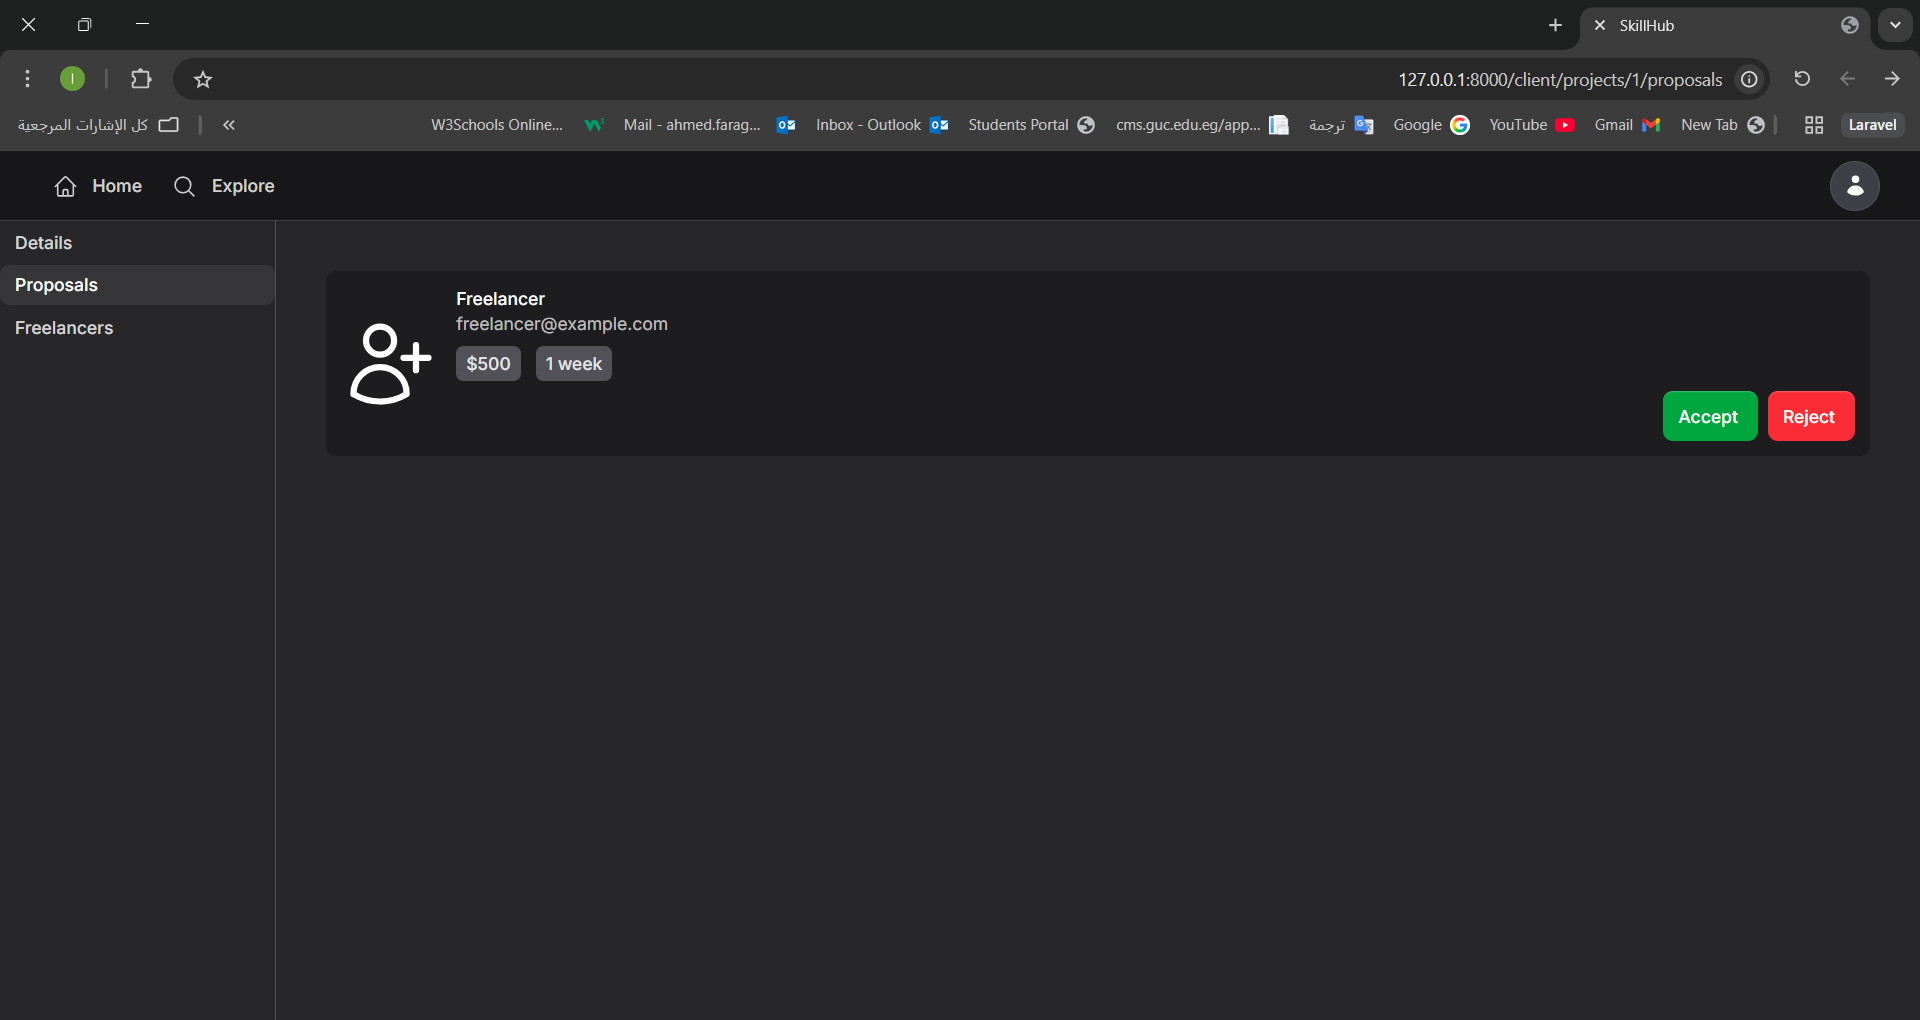 SkillHub
127.0.0.1:8000/client/projects/1/proposals
I
كل الإشارات المرجعية
W3Schools Online...
Mail - ahmed.farag...
Inbox - Outlook
Students Portal
cms.guc.edu.eg/app...
ترجمة
Google
YouTube
Gmail
New Tab
Laravel
Home
Explore
Details
Proposals
Freelancers
Freelancer
freelancer@example.com
$500
1 week
Accept
Reject